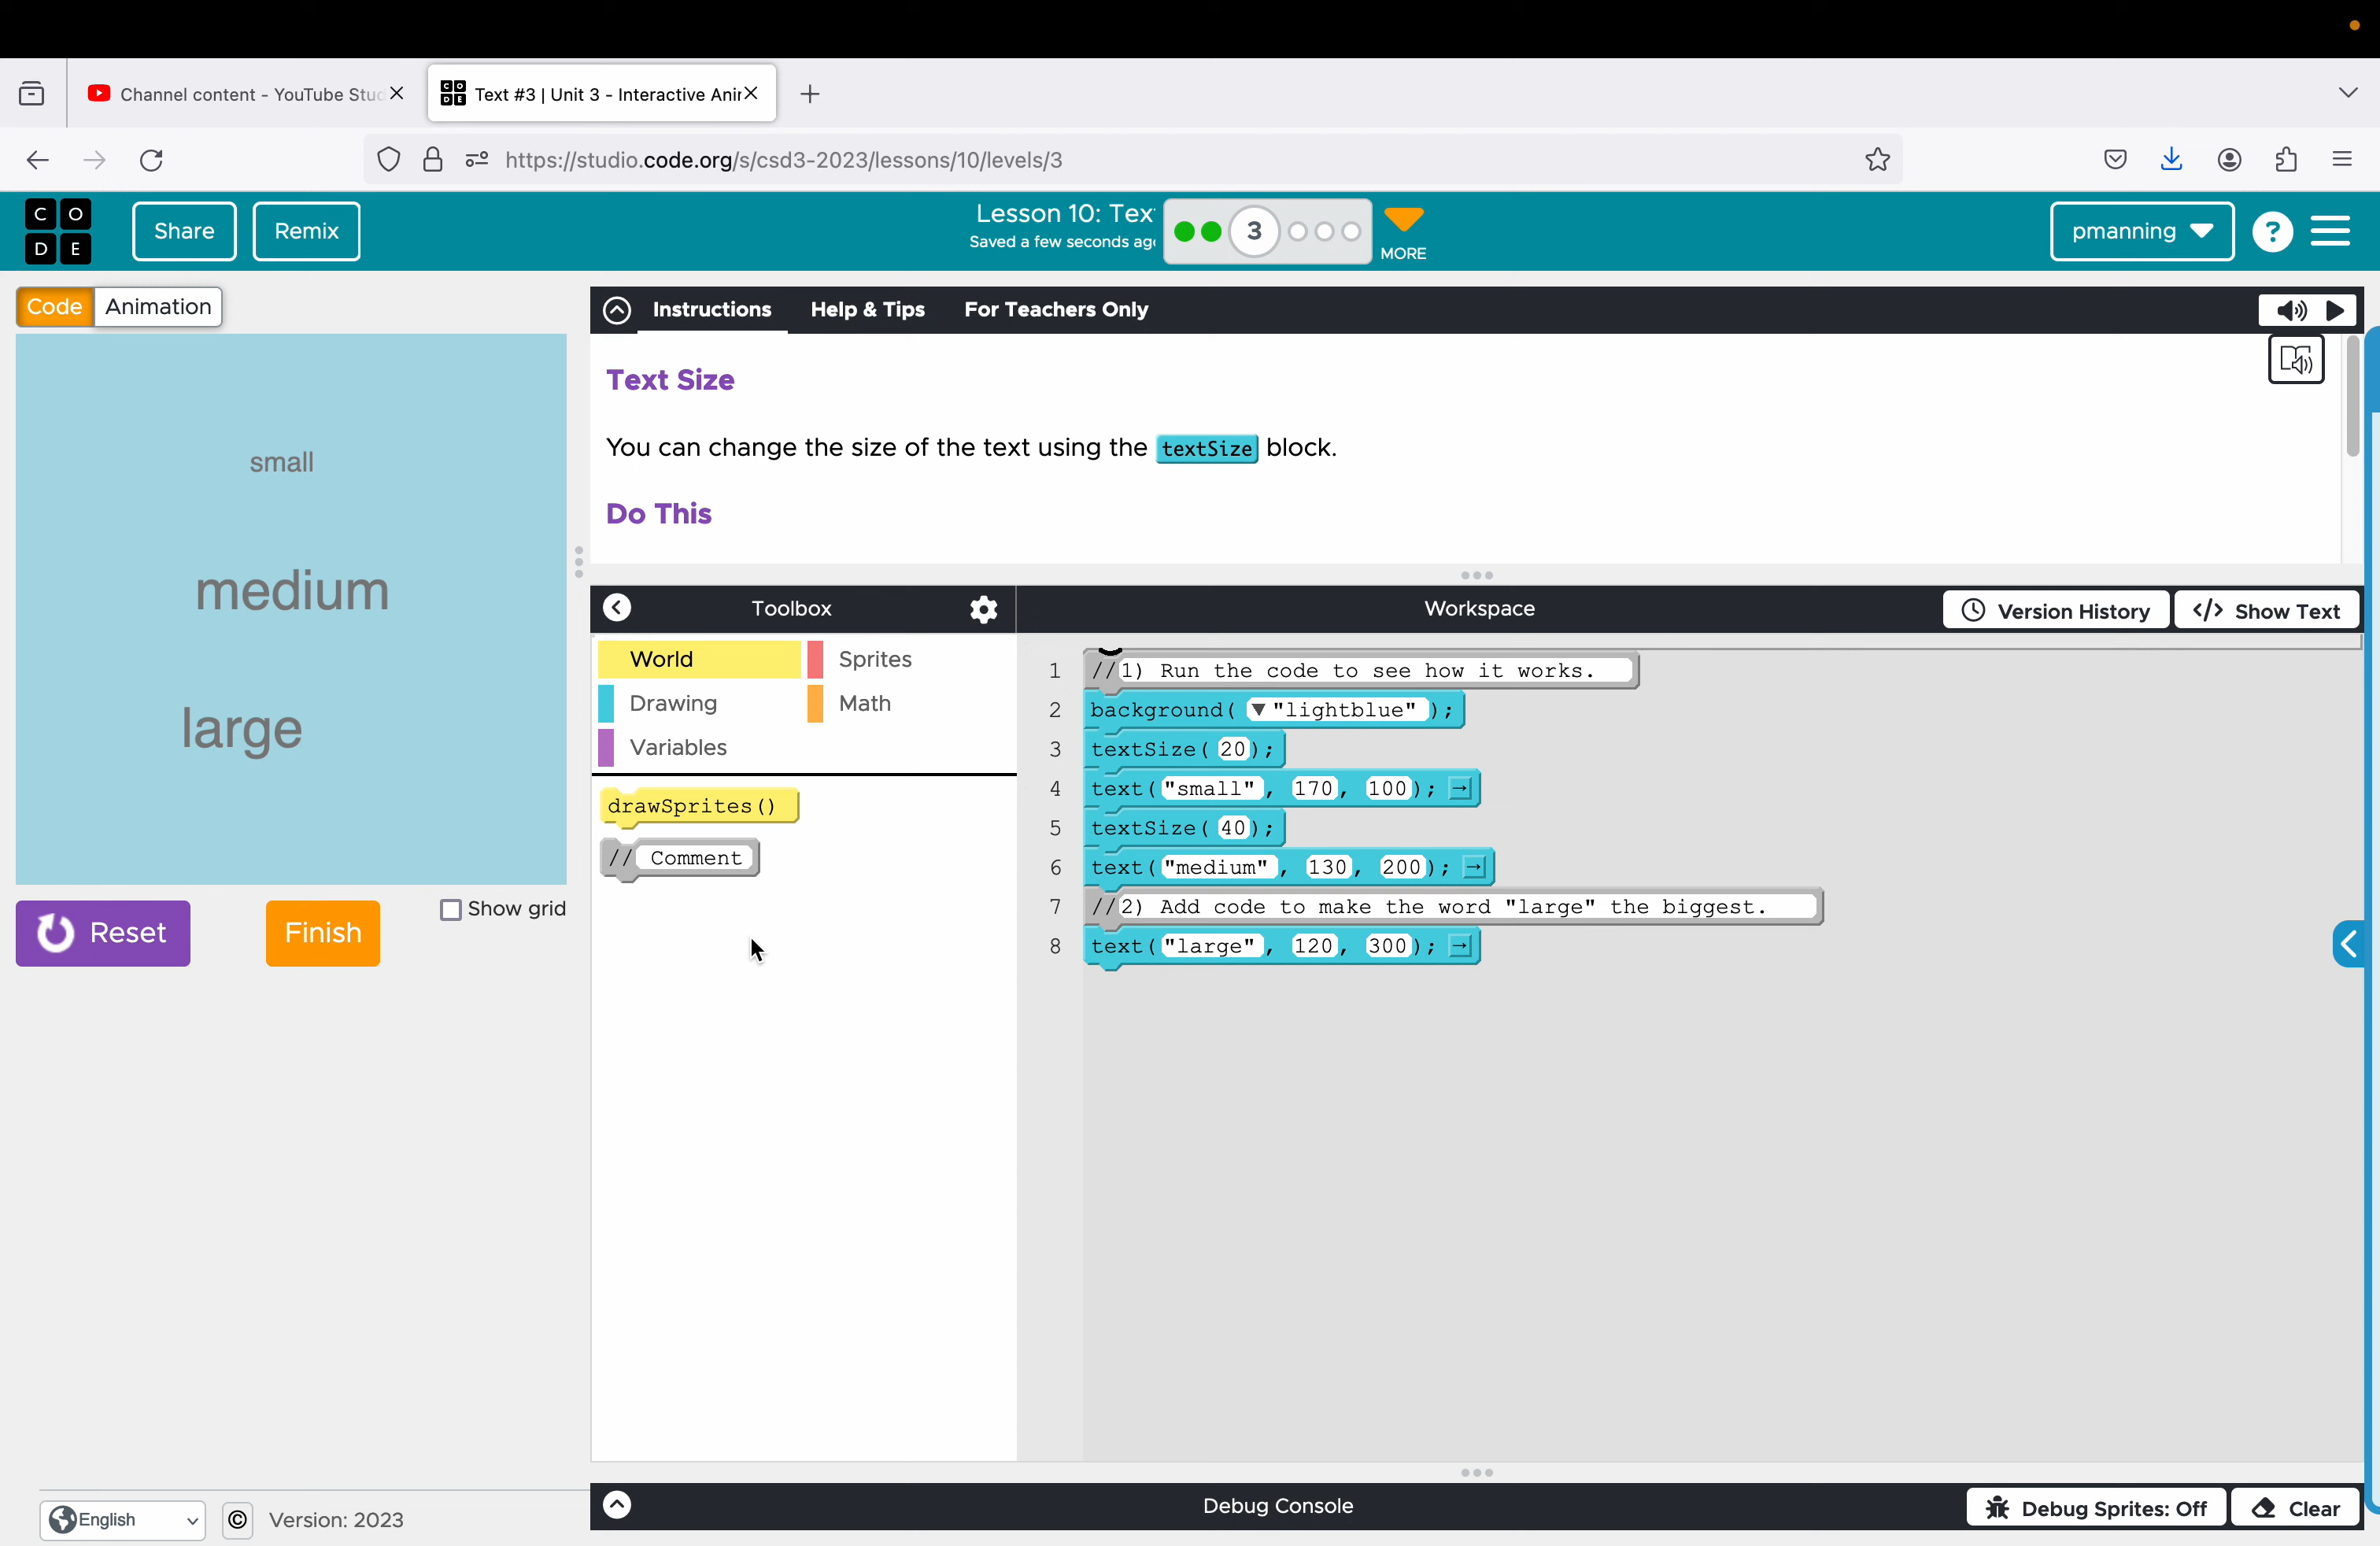 Channel content - YouTube Stu
Text #3 | Unit 3 - Interactive Ani
https://studio.code.org/s/csd3-2023/lessons/10/levels/3
CODE
Share
Remix
Lesson 10: Tex
Saved a few seconds ag
3
MORE
pmanning
?
Code
Animation
Instructions
Help & Tips
For Teachers Only
small
medium
large
Text Size
You can change the size of the text using the textSize block.
Do This
Reset
Finish
Show grid
Toolbox
Workspace
Version History
</> Show Text
World
Sprites
Drawing
Math
Variables
drawSprites()
// Comment
1 //1) Run the code to see how it works.
2 background( ▼ "lightblue" );
3 textSize( 20);
4 text("small", 170, 100); →
5 textSize( 40);
6 text("medium", 130, 200); →
7 //2) Add code to make the word "large" the biggest.
8 text("large", 120, 300); →
English
© Version: 2023
Debug Console
Debug Sprites: Off
Clear